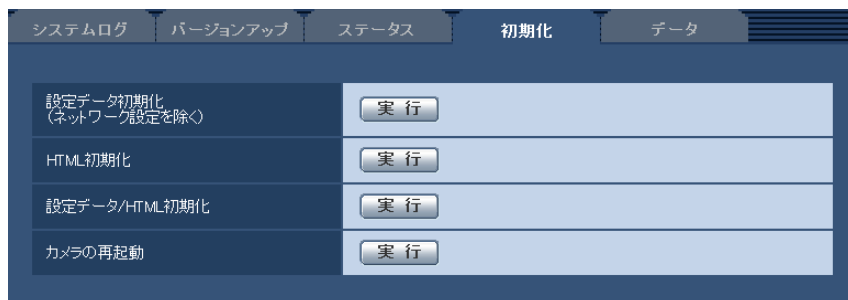 システムログ
バージョンアップ
ステータス
初期化
データ
設定データ初期化
(ネットワーク設定を除く)
実 行
HTML初期化
実 行
設定データ/HTML初期化
実 行
カメラの再起動
実 行